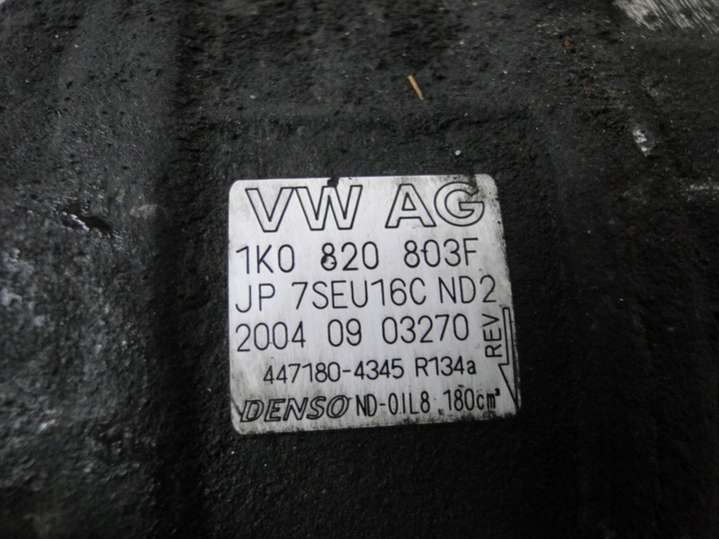 VW AG
1K0 820 803F
JP 7SEU16C ND2
2004 09 03270
REV
447180-4345 R134a
DENSO ND-OIL8 180cm³